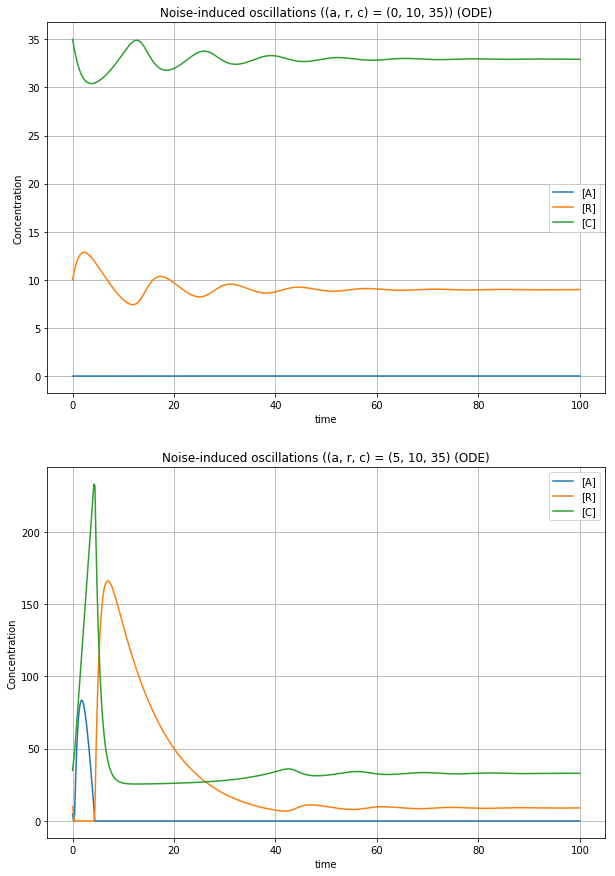 Noise-induced oscillations ((a, r, c) = (0, 10, 35)) (ODE)
35
30
25
20
15
10
5
0
Concentration
[A]
[R]
[C]
0 20 40 60 80 100
time
Noise-induced oscillations ((a, r, c) = (5, 10, 35) (ODE)
[A]
[R]
[C]
200
150
100
50
0
Concentration
0 20 40 60 80 100
time